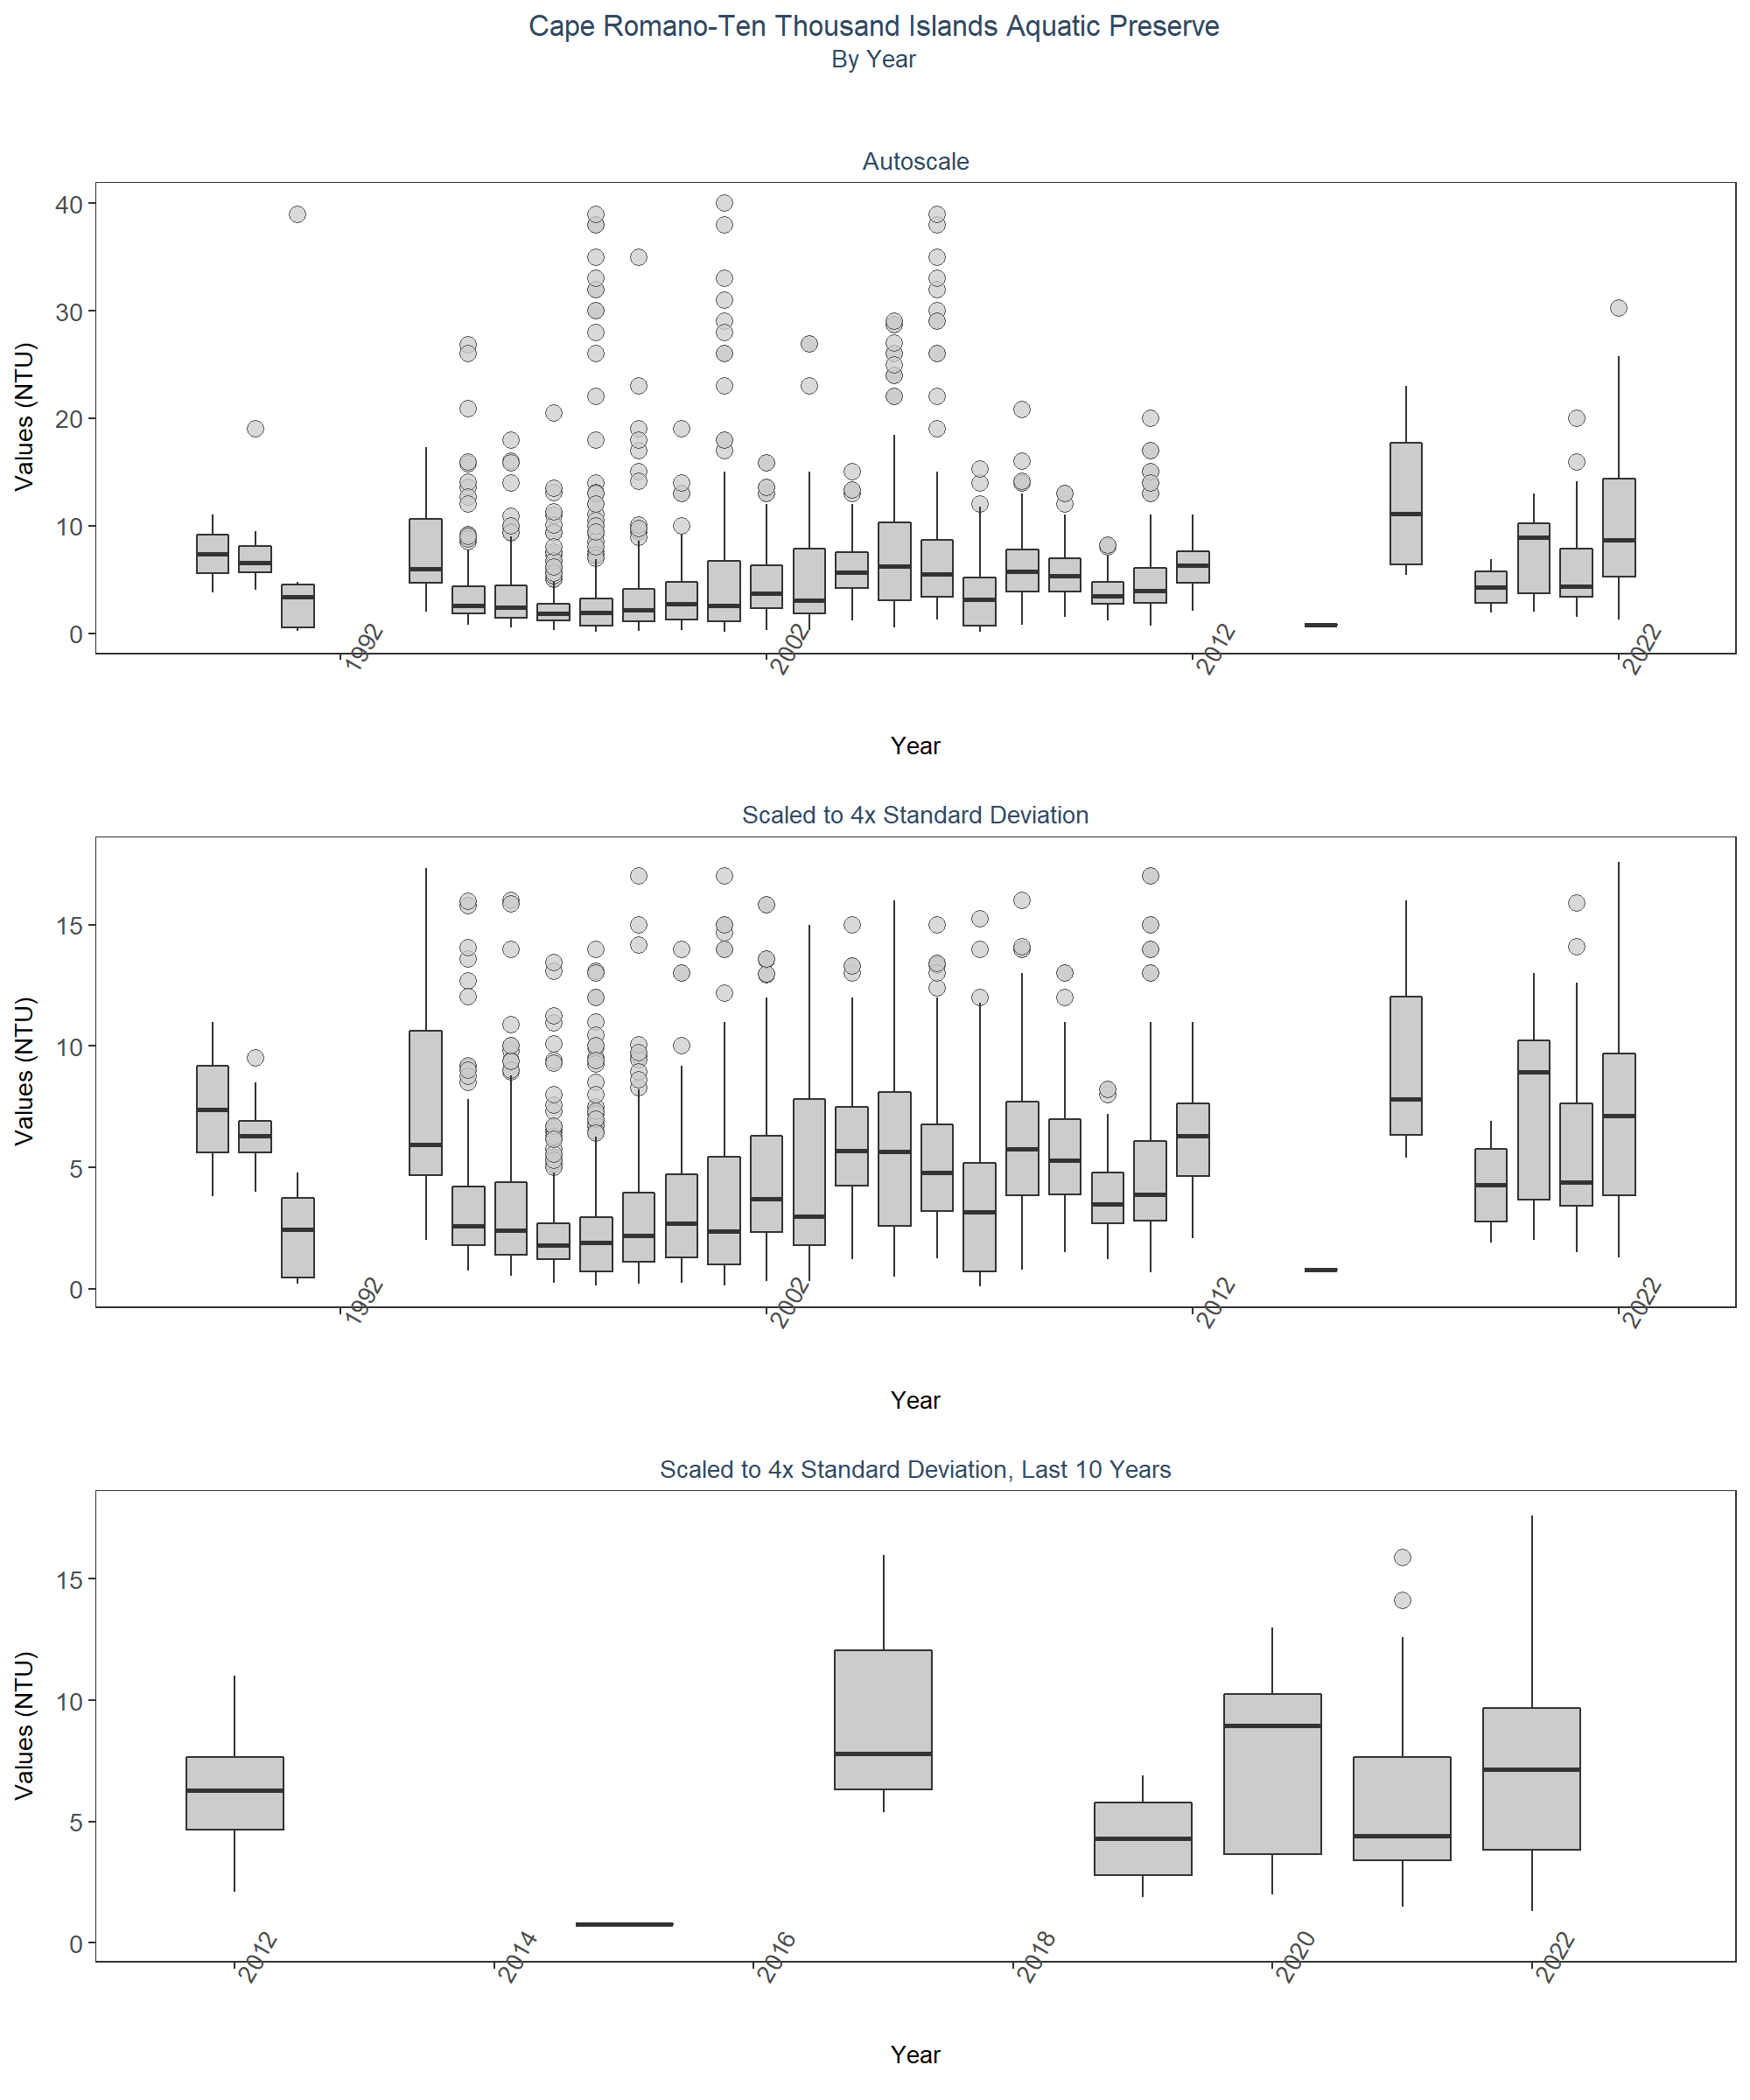 Cape Romano-Ten Thousand Islands Aquatic Preserve
By Year
Autoscale
Values (NTU)
40
30
20
10
0
1992
2002
2012
2022
Year
Scaled to 4x Standard Deviation
Values (NTU)
15
10
5
0
1992
2002
2012
2022
Year
Scaled to 4x Standard Deviation, Last 10 Years
Values (NTU)
15
10
5
0
2012
2014
2016
2018
2020
2022
Year